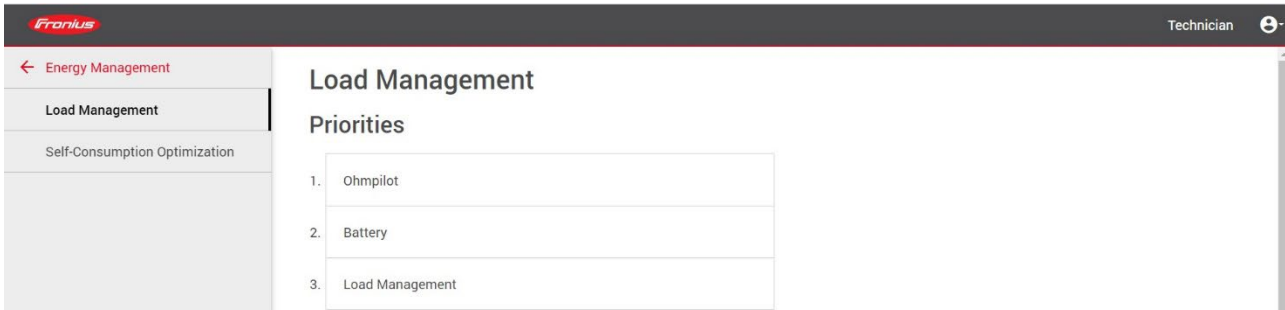 Fronius
Technician
Energy Management
Load Management
Self-Consumption Optimization
Load Management
Priorities
1. Ohmpilot
2. Battery
3. Load Management